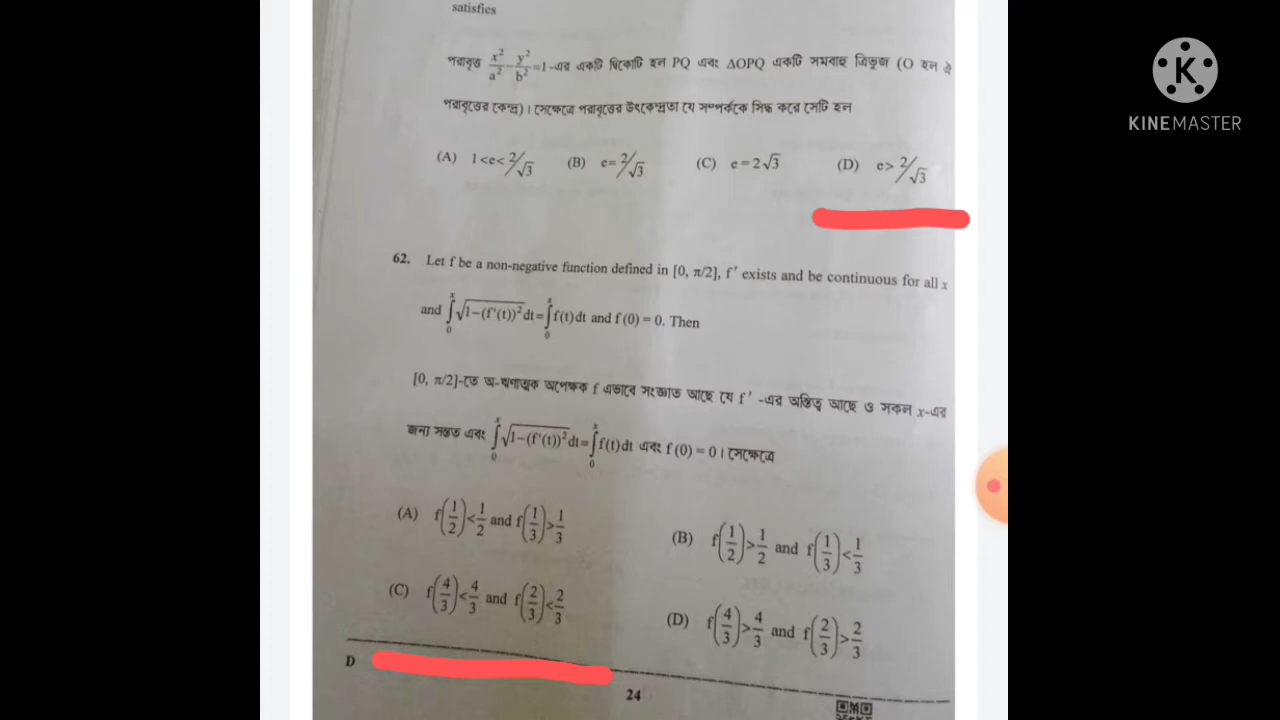 satisfies
পরাবৃত্ত x²/a² − y²/b² = 1-এর একটি দ্বিকোটি হল PQ এবং ΔOPQ একটি সমবাহু ত্রিভুজ (O হল ঐ
পরাবৃত্তের কেন্দ্র)। সেক্ষেত্রে পরাবৃত্তের উৎকেন্দ্রতা যে সম্পর্ককে সিদ্ধ করে সেটি হল
(A) 1<e<2/√3 (B) e=2/√3 (C) e=2√3 (D) e>2/√3
K
KINEMASTER
62. Let f be a non-negative function defined in [0, π/2], f′ exists and be continuous for all x
and ∫₀ˣ √(1−(f′(t))²) dt = ∫₀ˣ f(t) dt and f(0) = 0. Then
[0, π/2]-তে অ-ঋণাত্মক অপেক্ষক f এভাবে সংজ্ঞাত আছে যে f′ -এর অস্তিত্ব আছে ও সকল x-এর
জন্য সন্তত এবং ∫₀ˣ √(1−(f′(t))²) dt = ∫₀ˣ f(t) dt এবং f(0) = 0। সেক্ষেত্রে
(A) f(1/2)<1/2 and f(1/3)>1/3 (B) f(1/2)>1/2 and f(1/3)<1/3
(C) f(4/3)<4/3 and f(2/3)<2/3 (D) f(4/3)>4/3 and f(2/3)>2/3
D
24